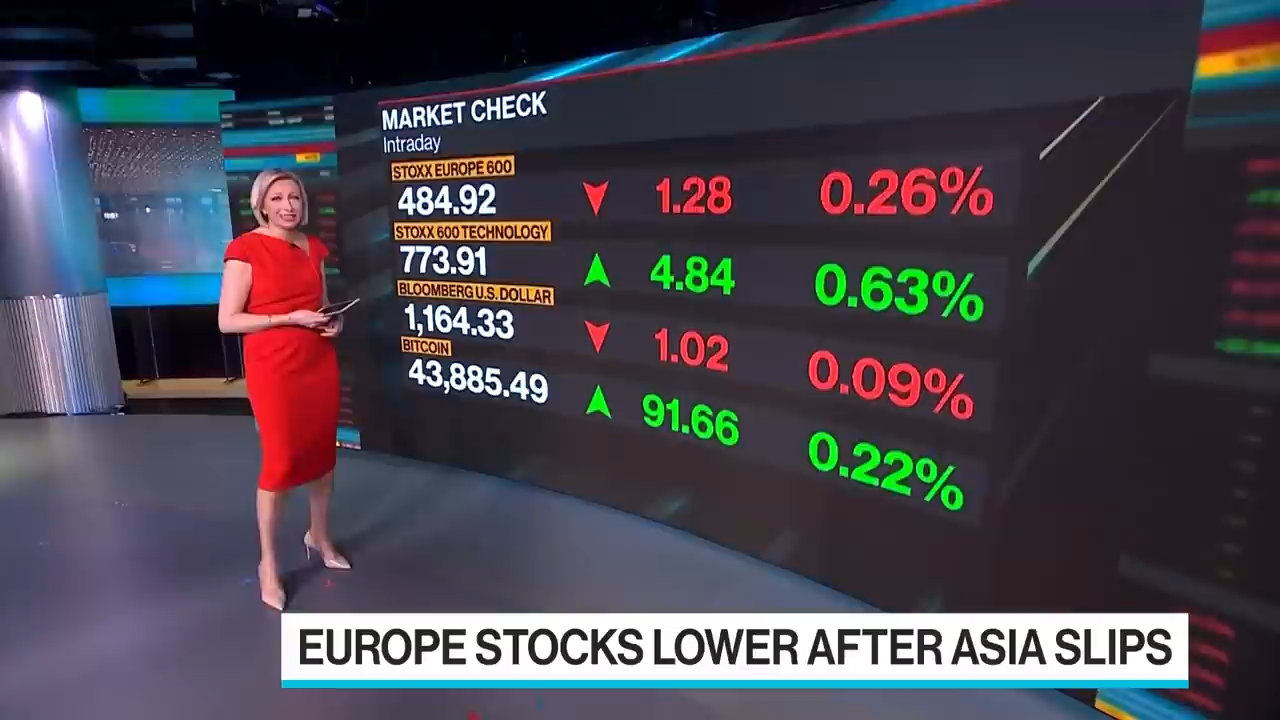 MARKET CHECK
Intraday
STOXX EUROPE 600
484.92 1.28 0.26%
STOXX 600 TECHNOLOGY
773.91 4.84 0.63%
BLOOMBERG U.S. DOLLAR
1,164.33 1.02 0.09%
BITCOIN
43,885.49 91.66 0.22%
EUROPE STOCKS LOWER AFTER ASIA SLIPS